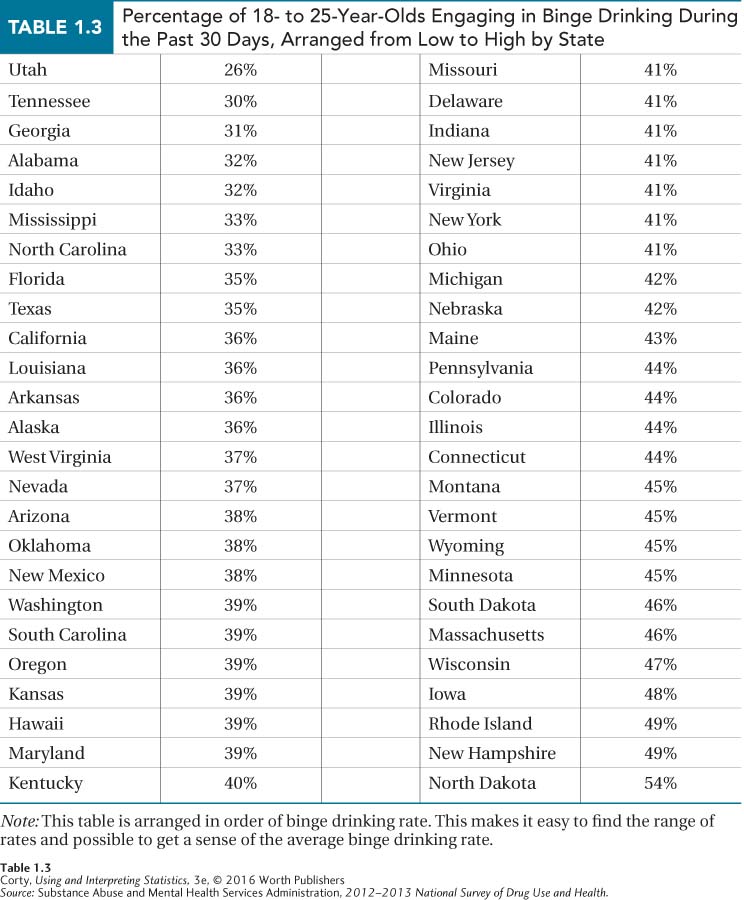 TABLE 1.3
Percentage of 18- to 25-Year-Olds Engaging in Binge Drinking During
the Past 30 Days, Arranged from Low to High by State
Utah 26% Missouri 41%
Tennessee 30% Delaware 41%
Georgia 31% Indiana 41%
Alabama 32% New Jersey 41%
Idaho 32% Virginia 41%
Mississippi 33% New York 41%
North Carolina 33% Ohio 41%
Florida 35% Michigan 42%
Texas 35% Nebraska 42%
California 36% Maine 43%
Louisiana 36% Pennsylvania 44%
Arkansas 36% Colorado 44%
Alaska 36% Illinois 44%
West Virginia 37% Connecticut 44%
Nevada 37% Montana 45%
Arizona 38% Vermont 45%
Oklahoma 38% Wyoming 45%
New Mexico 38% Minnesota 45%
Washington 39% South Dakota 46%
South Carolina 39% Massachusetts 46%
Oregon 39% Wisconsin 47%
Kansas 39% Iowa 48%
Hawaii 39% Rhode Island 49%
Maryland 39% New Hampshire 49%
Kentucky 40% North Dakota 54%
Note: This table is arranged in order of binge drinking rate. This makes it easy to find the range of
rates and possible to get a sense of the average binge drinking rate.
Table 1.3
Corty, Using and Interpreting Statistics, 3e, © 2016 Worth Publishers
Source: Substance Abuse and Mental Health Services Administration, 2012–2013 National Survey of Drug Use and Health.